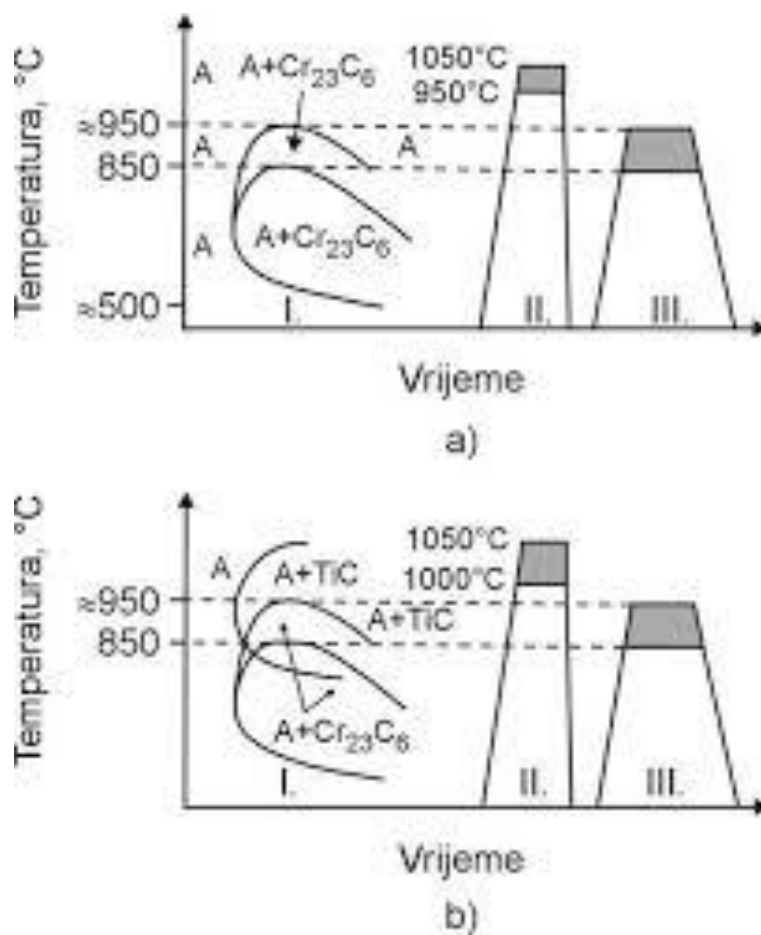 Temperatura, °C
A
A+Cr23C6
1050°C
950°C
≈950
A
A
850
A
A+Cr23C6
≈500
I.
II.
III.
Vrijeme
a)
Temperatura, °C
1050°C
A
A+TiC
1000°C
≈950
A+TiC
850
A+Cr23C6
I.
II.
III.
Vrijeme
b)